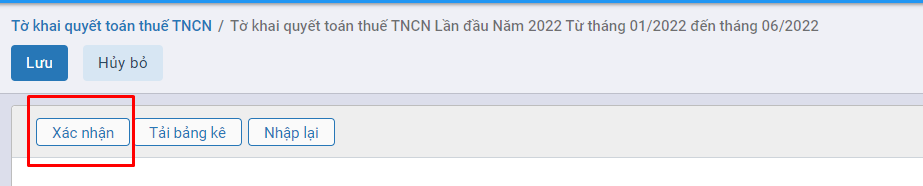 Tờ khai quyết toán thuế TNCN / Tờ khai quyết toán thuế TNCN Lần đầu Năm 2022 Từ tháng 01/2022 đến tháng 06/2022
Lưu Hủy bỏ
Xác nhận Tải bảng kê Nhập lại